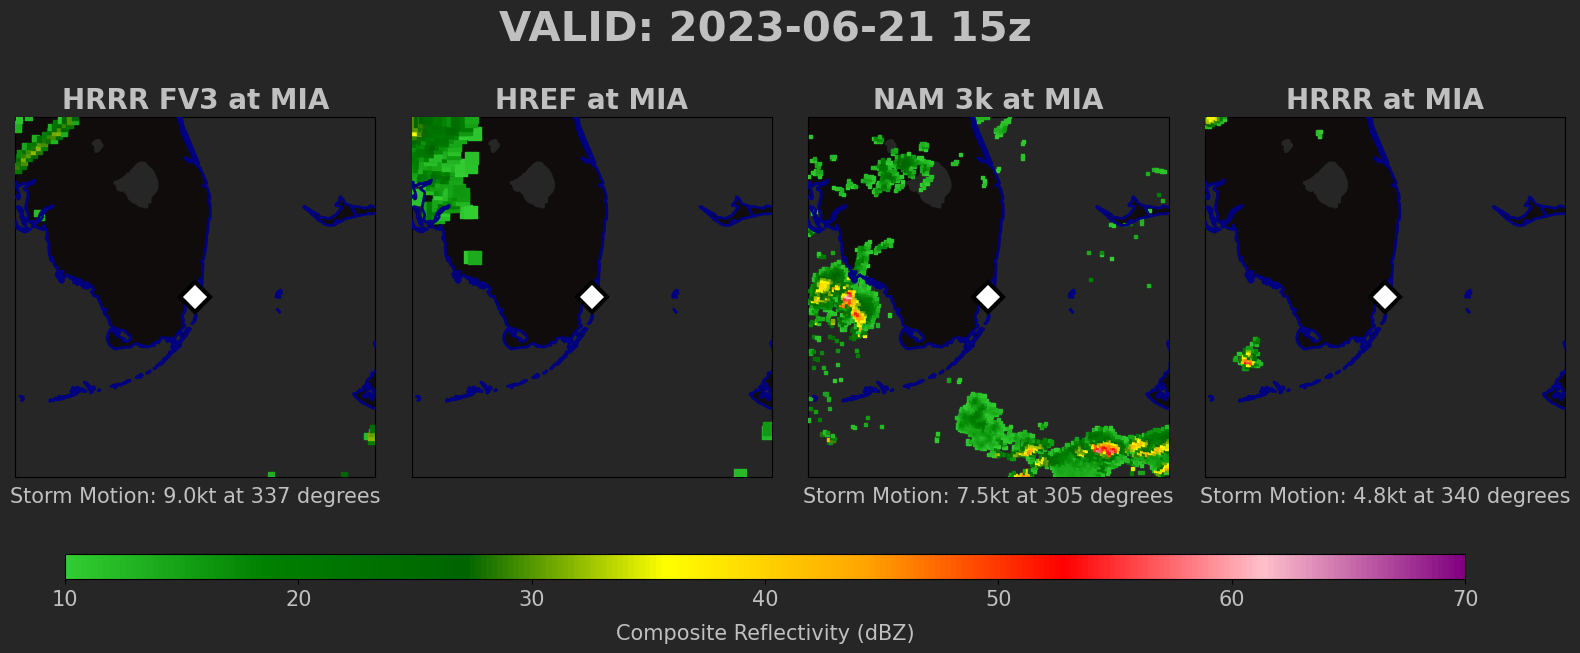 VALID: 2023-06-21 15z
HRRR FV3 at MIA
HREF at MIA
NAM 3k at MIA
HRRR at MIA
Storm Motion: 9.0kt at 337 degrees
Storm Motion: 7.5kt at 305 degrees
Storm Motion: 4.8kt at 340 degrees
10 20 30 40 50 60 70
Composite Reflectivity (dBZ)